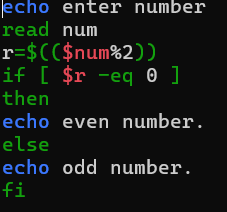 echo enter number
read num
r=$(($num%2))
if [ $r -eq 0 ]
then
echo even number.
else
echo odd number.
fi